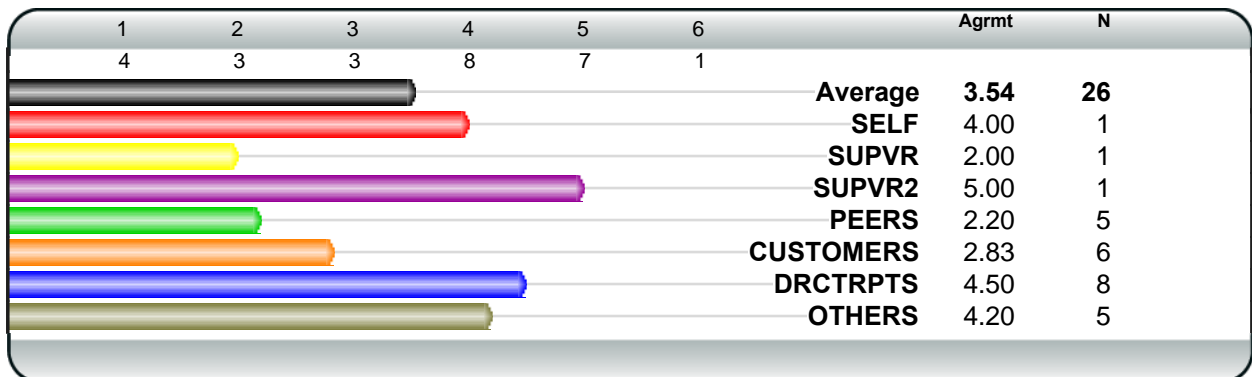 1 2 3 4 5 6 Agrmt N
4 3 3 8 7 1
Average 3.54 26
SELF 4.00 1
SUPVR 2.00 1
SUPVR2 5.00 1
PEERS 2.20 5
CUSTOMERS 2.83 6
DRCTRPTS 4.50 8
OTHERS 4.20 5